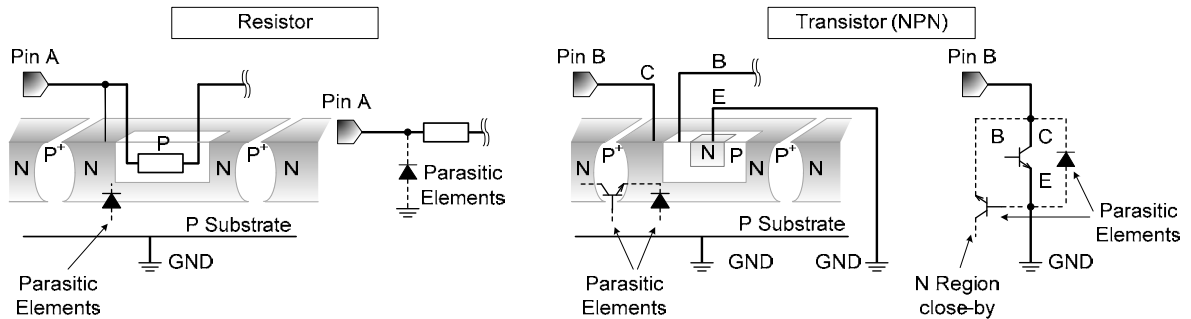 Resistor
Pin A
P
N
P+
N
N
P+
N
P Substrate
GND
Parasitic
Elements
Pin A
Parasitic
Elements
Transistor (NPN)
Pin B
C
B
E
N
P+
N
N
P
P+
N
P Substrate
GND
GND
Parasitic
Elements
Pin B
B
C
E
Parasitic
Elements
GND
N Region
close-by